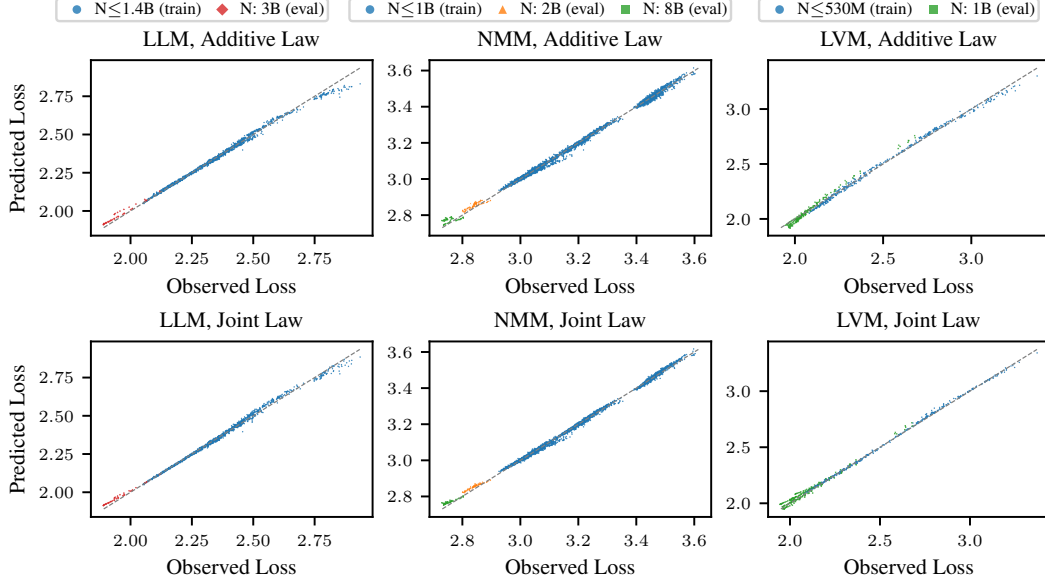 N≤1.4B (train) N: 3B (eval)
N≤1B (train) N: 2B (eval) N: 8B (eval)
N≤530M (train) N: 1B (eval)
LLM, Additive Law
NMM, Additive Law
LVM, Additive Law
Predicted Loss
2.75
2.50
2.25
2.00
2.00 2.25 2.50 2.75
Observed Loss
3.6
3.4
3.2
3.0
2.8
2.8 3.0 3.2 3.4 3.6
Observed Loss
3.0
2.5
2.0
2.0 2.5 3.0
Observed Loss
LLM, Joint Law
NMM, Joint Law
LVM, Joint Law
Predicted Loss
2.75
2.50
2.25
2.00
2.00 2.25 2.50 2.75
Observed Loss
3.6
3.4
3.2
3.0
2.8
2.8 3.0 3.2 3.4 3.6
Observed Loss
3.0
2.5
2.0
2.0 2.5 3.0
Observed Loss